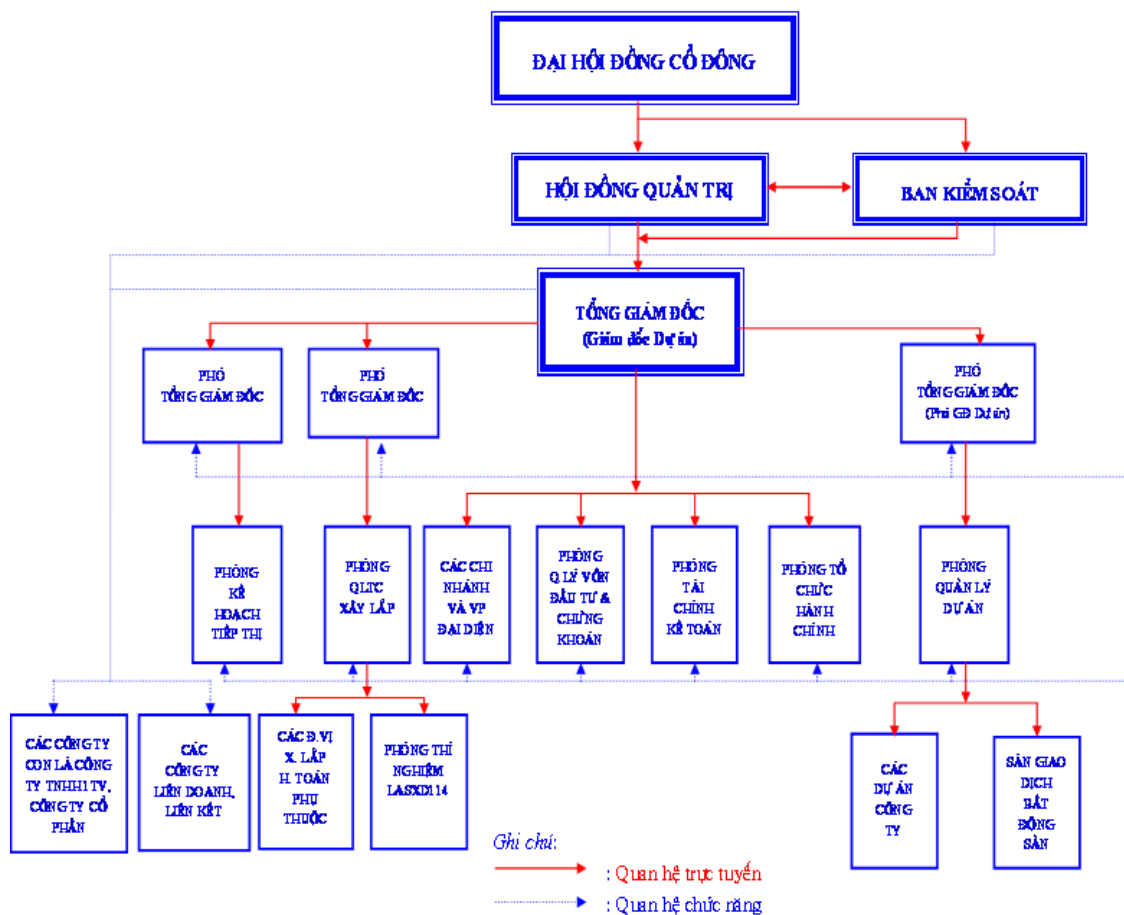 ĐẠI HỘI ĐỒNG CỔ ĐÔNG
HỘI ĐỒNG QUẢN TRỊ
BAN KIỂM SOÁT
TỔNG GIÁM ĐỐC
(Giám đốc Dự án)
PHÓ
TỔNG GIÁM ĐỐC
PHÓ
TỔNG GIÁM ĐỐC
PHÓ
TỔNG GIÁM ĐỐC
(Phó GĐ Dự án)
PHÒNG
KẾ
HOẠCH
TIẾP THỊ
PHÒNG
QLTC
XÂY LẮP
CÁC CHI
NHÁNH
VÀ VP
ĐẠI DIỆN
PHÒNG
Q.LÝ VỐN
ĐẦU TƯ &
CHỨNG
KHOÁN
PHÒNG
TÀI
CHÍNH
KẾ TOÁN
PHÒNG TỔ
CHỨC
HÀNH
CHÍNH
PHÒNG
QUẢN LÝ
DỰ ÁN
CÁC CÔNG TY
CON LÀ CÔNG
TY TNHH1TV,
CÔNG TY CỔ
PHẦN
CÁC
CÔNG TY
LIÊN DOANH,
LIÊN KẾT
CÁC Đ.VỊ
X. LẮP
H. TOÁN
PHỤ
THUỘC
PHÒNG THÍ
NGHIỆM
LASXD114
CÁC
DỰ ÁN
CÔNG
TY
SÀN GIAO
DỊCH
BẤT
ĐỘNG
SẢN
Ghi chú:
: Quan hệ trực tuyến
: Quan hệ chức năng